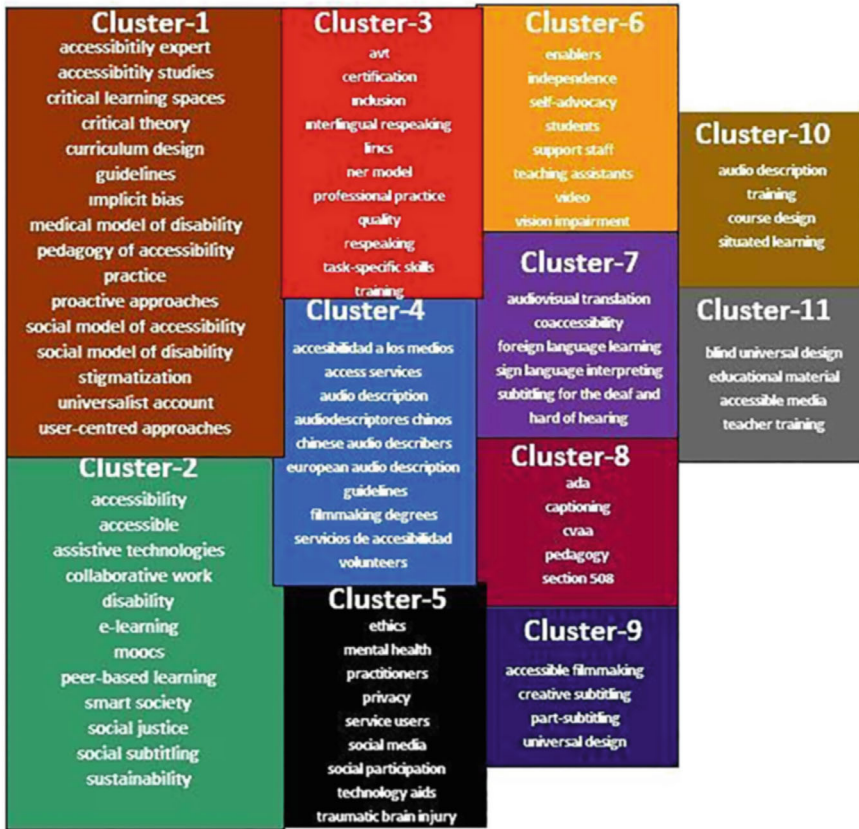 Cluster-1
accessibitily expert
accessibitily studies
critical learning spaces
critical theory
curriculum design
guidelines
implicit bias
medical model of disability
pedagogy of accessibility
practice
proactive approaches
social model of accessibility
social model of disability
stigmatization
universalist account
user-centred approaches
Cluster-2
accessibility
accessible
assistive technologies
collaborative work
disability
e-learning
moocs
peer-based learning
smart society
social justice
social subtitling
sustainability
Cluster-3
avt
certification
inclusion
interlingual respeaking
lircs
ner model
professional practice
quality
respeaking
task-specific skills
training
Cluster-4
accesibilidad a los medios
access services
audio description
audiodescriptores chinos
chinese audio describers
european audio description
guidelines
filmmaking degrees
servicios de accesibilidad
volunteers
Cluster-5
ethics
mental health
practitioners
privacy
service users
social media
social participation
technology aids
traumatic brain injury
Cluster-6
enablers
independence
self-advocacy
students
support staff
teaching assistants
video
vision impairment
Cluster-7
audiovisual translation
coaccessibility
foreign language learning
sign language interpreting
subtitling for the deaf and
hard of hearing
Cluster-8
ada
captioning
cvaa
pedagogy
section 508
Cluster-9
accessible filmmaking
creative subtitling
part-subtitling
universal design
Cluster-10
audio description
training
course design
situated learning
Cluster-11
blind universal design
educational material
accessible media
teacher training